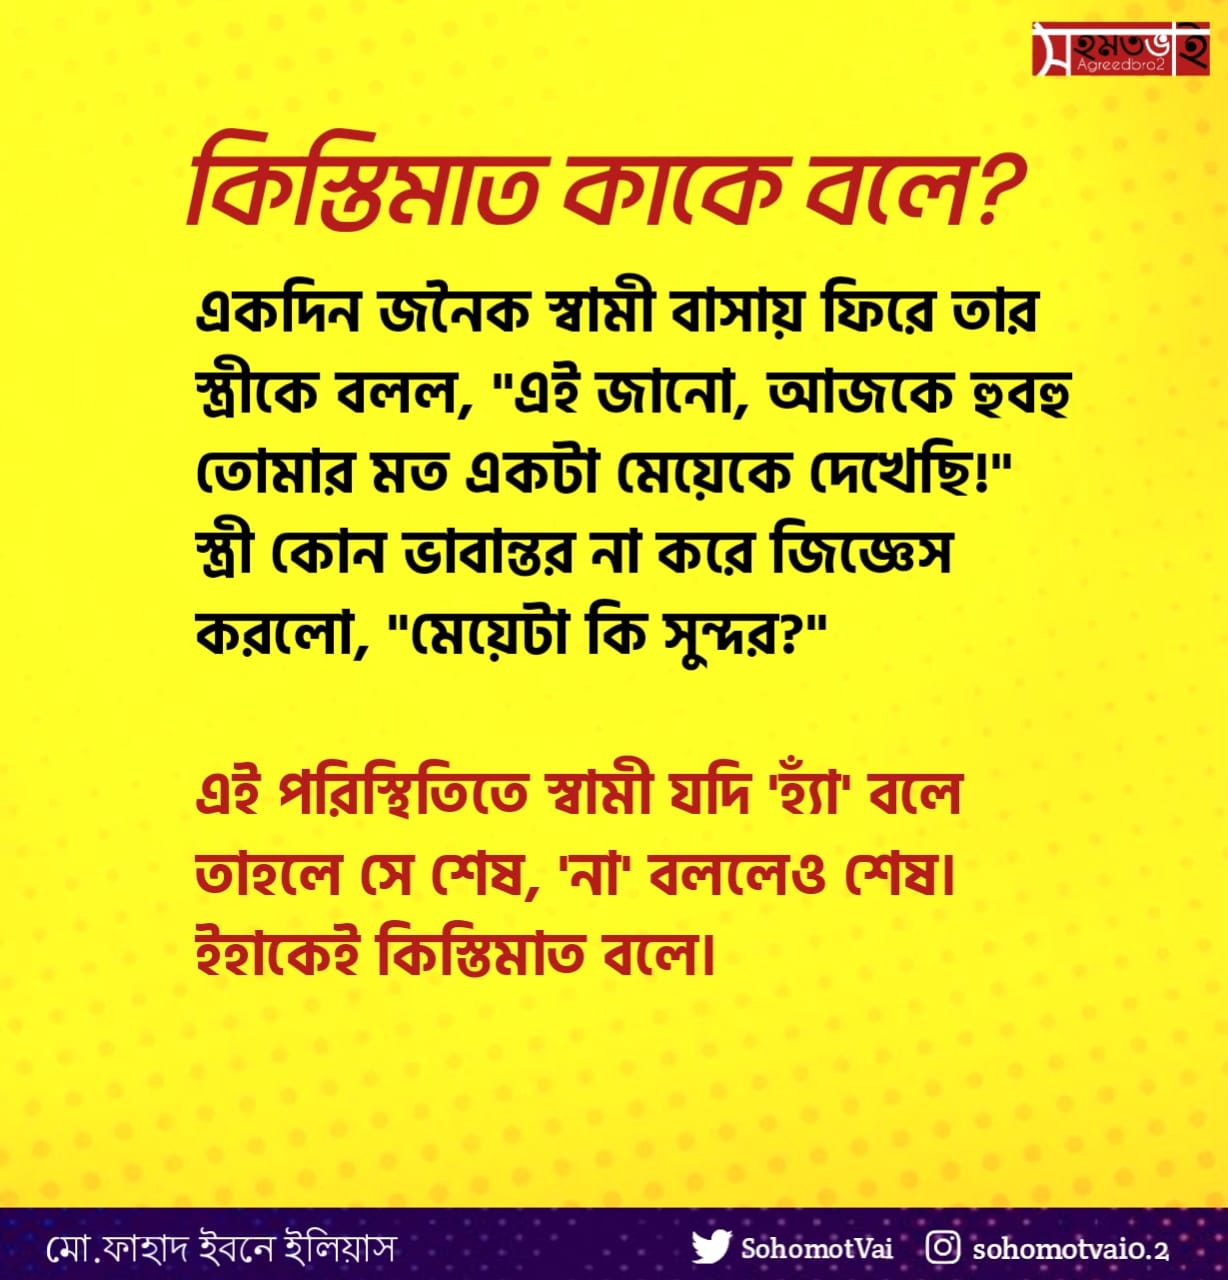 সহমতভাই
Agreedbro2
কিস্তিমাত কাকে বলে?
একদিন জনৈক স্বামী বাসায় ফিরে তার
স্ত্রীকে বলল, "এই জানো, আজকে হুবহু
তোমার মত একটা মেয়েকে দেখেছি!"
স্ত্রী কোন ভাবান্তর না করে জিজ্ঞেস
করলো, "মেয়েটা কি সুন্দর?"
এই পরিস্থিতিতে স্বামী যদি 'হ্যাঁ' বলে
তাহলে সে শেষ, 'না' বললেও শেষ।
ইহাকেই কিস্তিমাত বলে।
মো.ফাহাদ ইবনে ইলিয়াস
SohomotVai
sohomotvai0.2